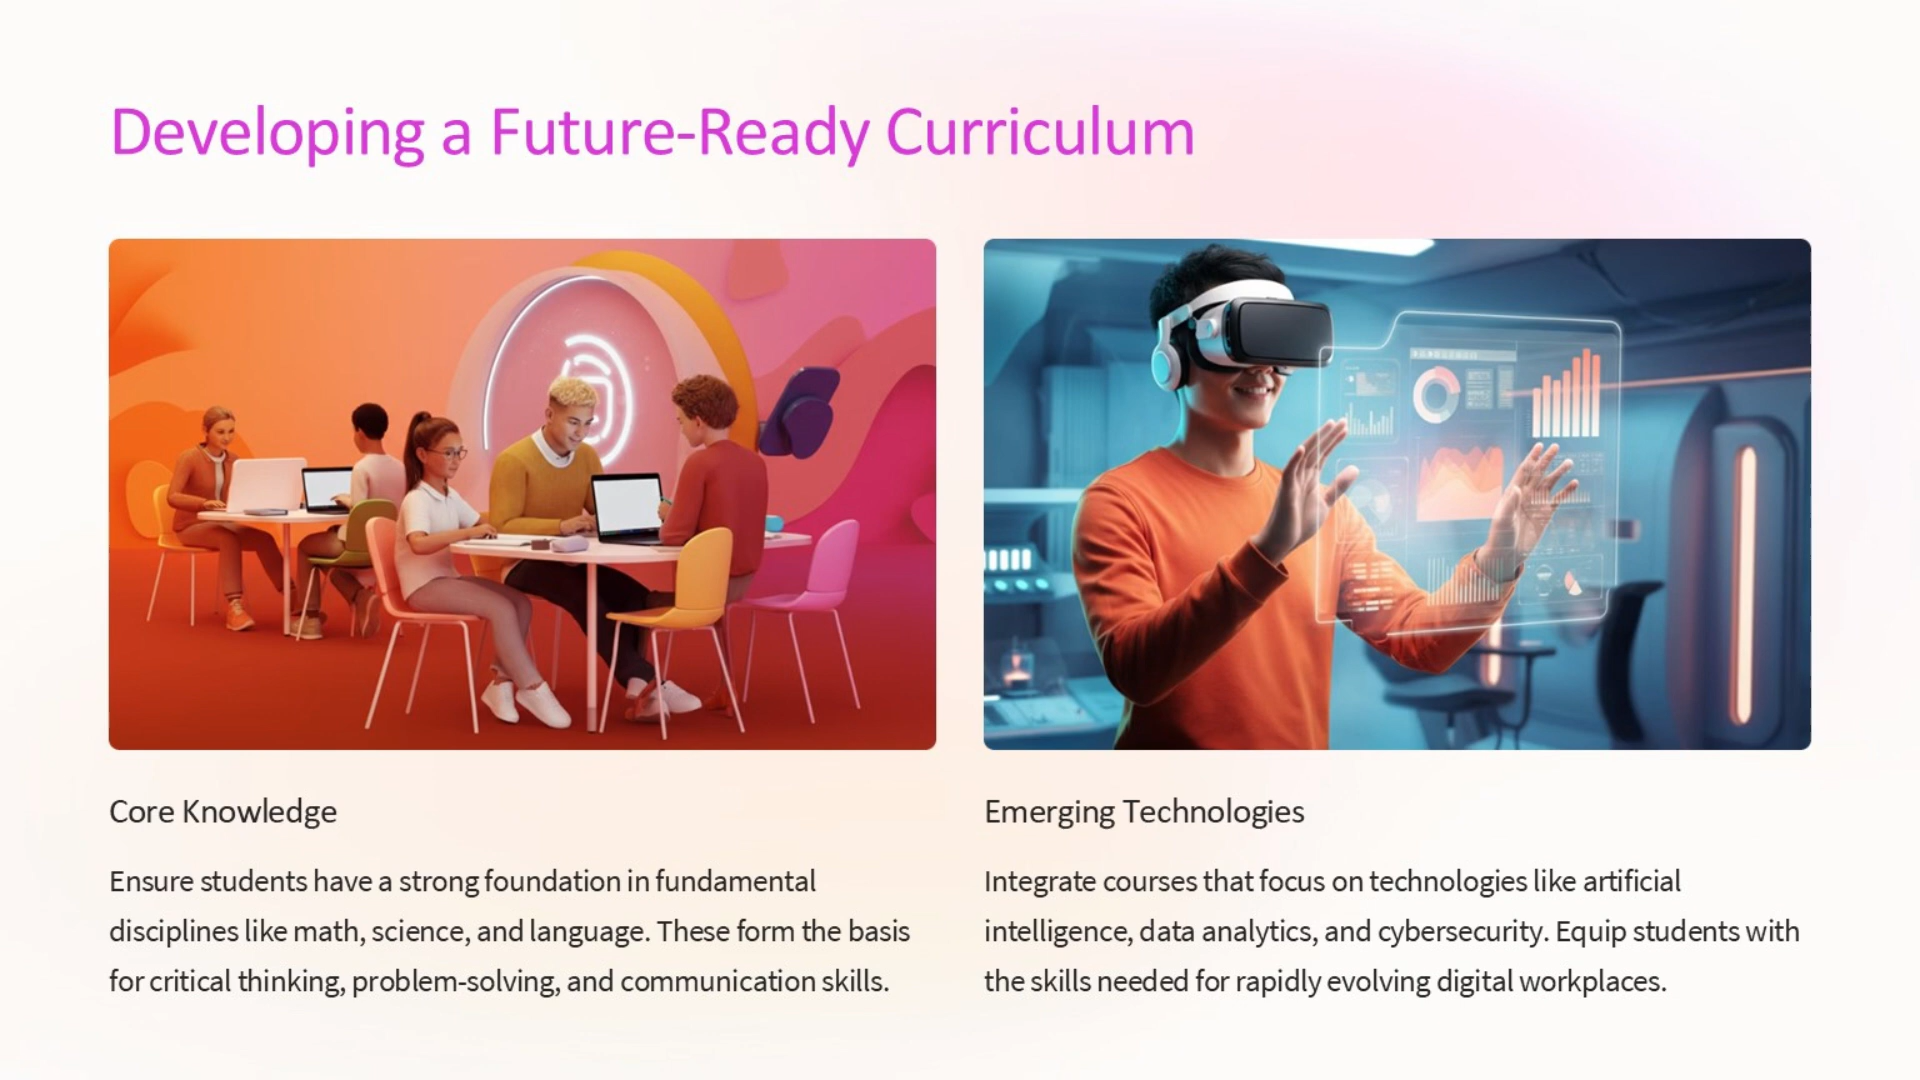 Developing a Future-Ready Curriculum
Core Knowledge
Ensure students have a strong foundation in fundamental
disciplines like math, science, and language. These form the basis
for critical thinking, problem-solving, and communication skills.
Emerging Technologies
Integrate courses that focus on technologies like artificial
intelligence, data analytics, and cybersecurity. Equip students with
the skills needed for rapidly evolving digital workplaces.